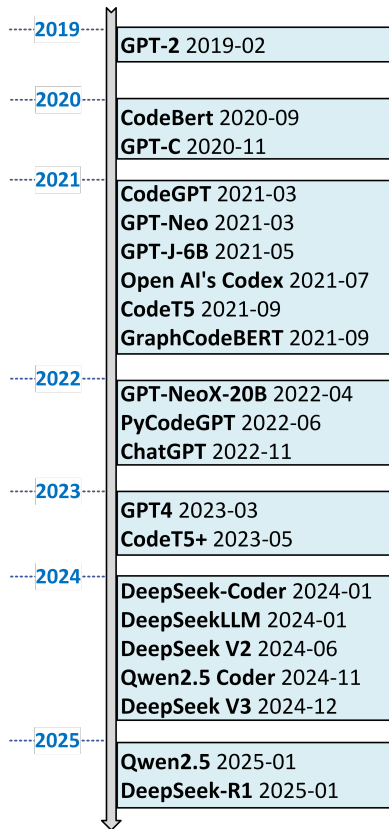 2019
GPT-2 2019-02
2020
CodeBert 2020-09
GPT-C 2020-11
2021
CodeGPT 2021-03
GPT-Neo 2021-03
GPT-J-6B 2021-05
Open AI's Codex 2021-07
CodeT5 2021-09
GraphCodeBERT 2021-09
2022
GPT-NeoX-20B 2022-04
PyCodeGPT 2022-06
ChatGPT 2022-11
2023
GPT4 2023-03
CodeT5+ 2023-05
2024
DeepSeek-Coder 2024-01
DeepSeekLLM 2024-01
DeepSeek V2 2024-06
Qwen2.5 Coder 2024-11
DeepSeek V3 2024-12
2025
Qwen2.5 2025-01
DeepSeek-R1 2025-01